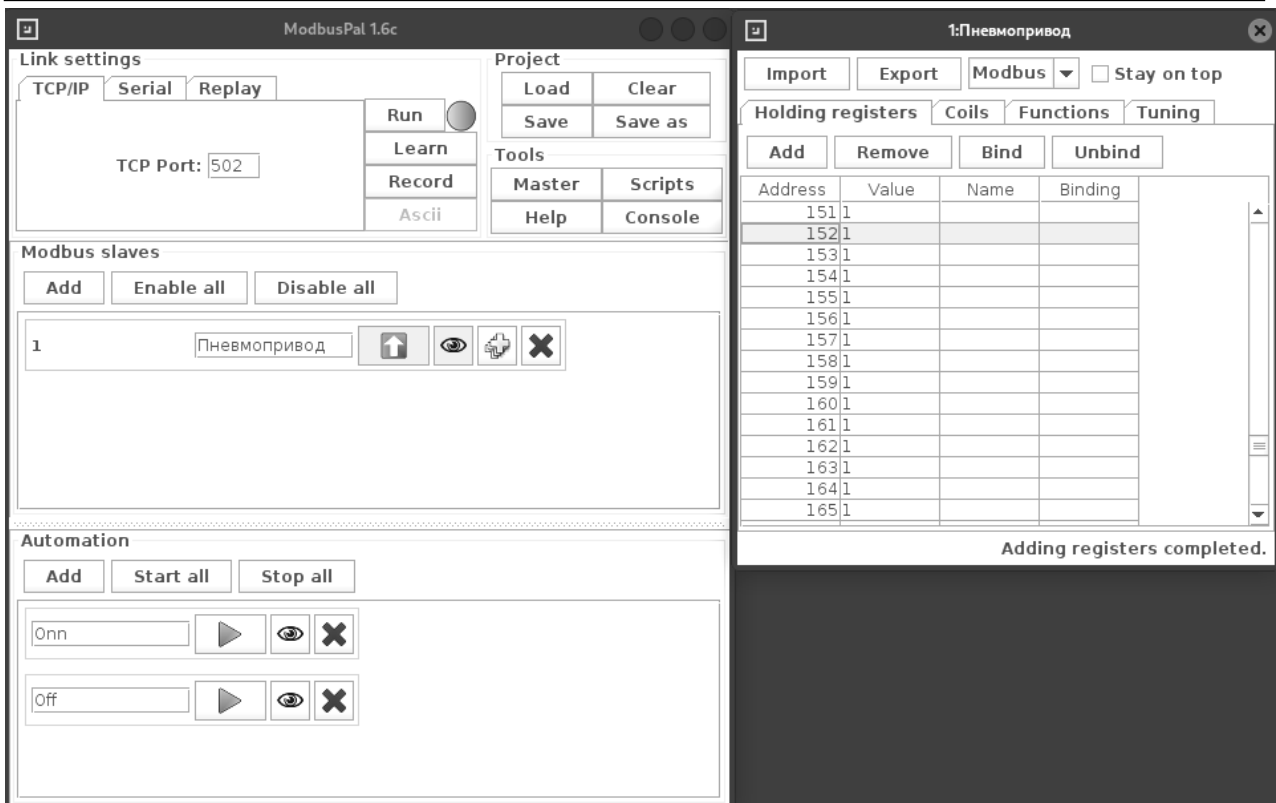 ModbusPal 1.6c
Link settings
TCP/IP Serial Replay
TCP Port: 502
Run
Learn
Record
Ascii
Project
Load Clear
Save Save as
Tools
Master Scripts
Help Console
Modbus slaves
Add Enable all Disable all
1 Пневмопривод
Automation
Add Start all Stop all
Onn
Off
1:Пневмопривод
Import Export Modbus Stay on top
Holding registers Coils Functions Tuning
Add Remove Bind Unbind
Address Value Name Binding
151 1
152 1
153 1
154 1
155 1
156 1
157 1
158 1
159 1
160 1
161 1
162 1
163 1
164 1
165 1
Adding registers completed.